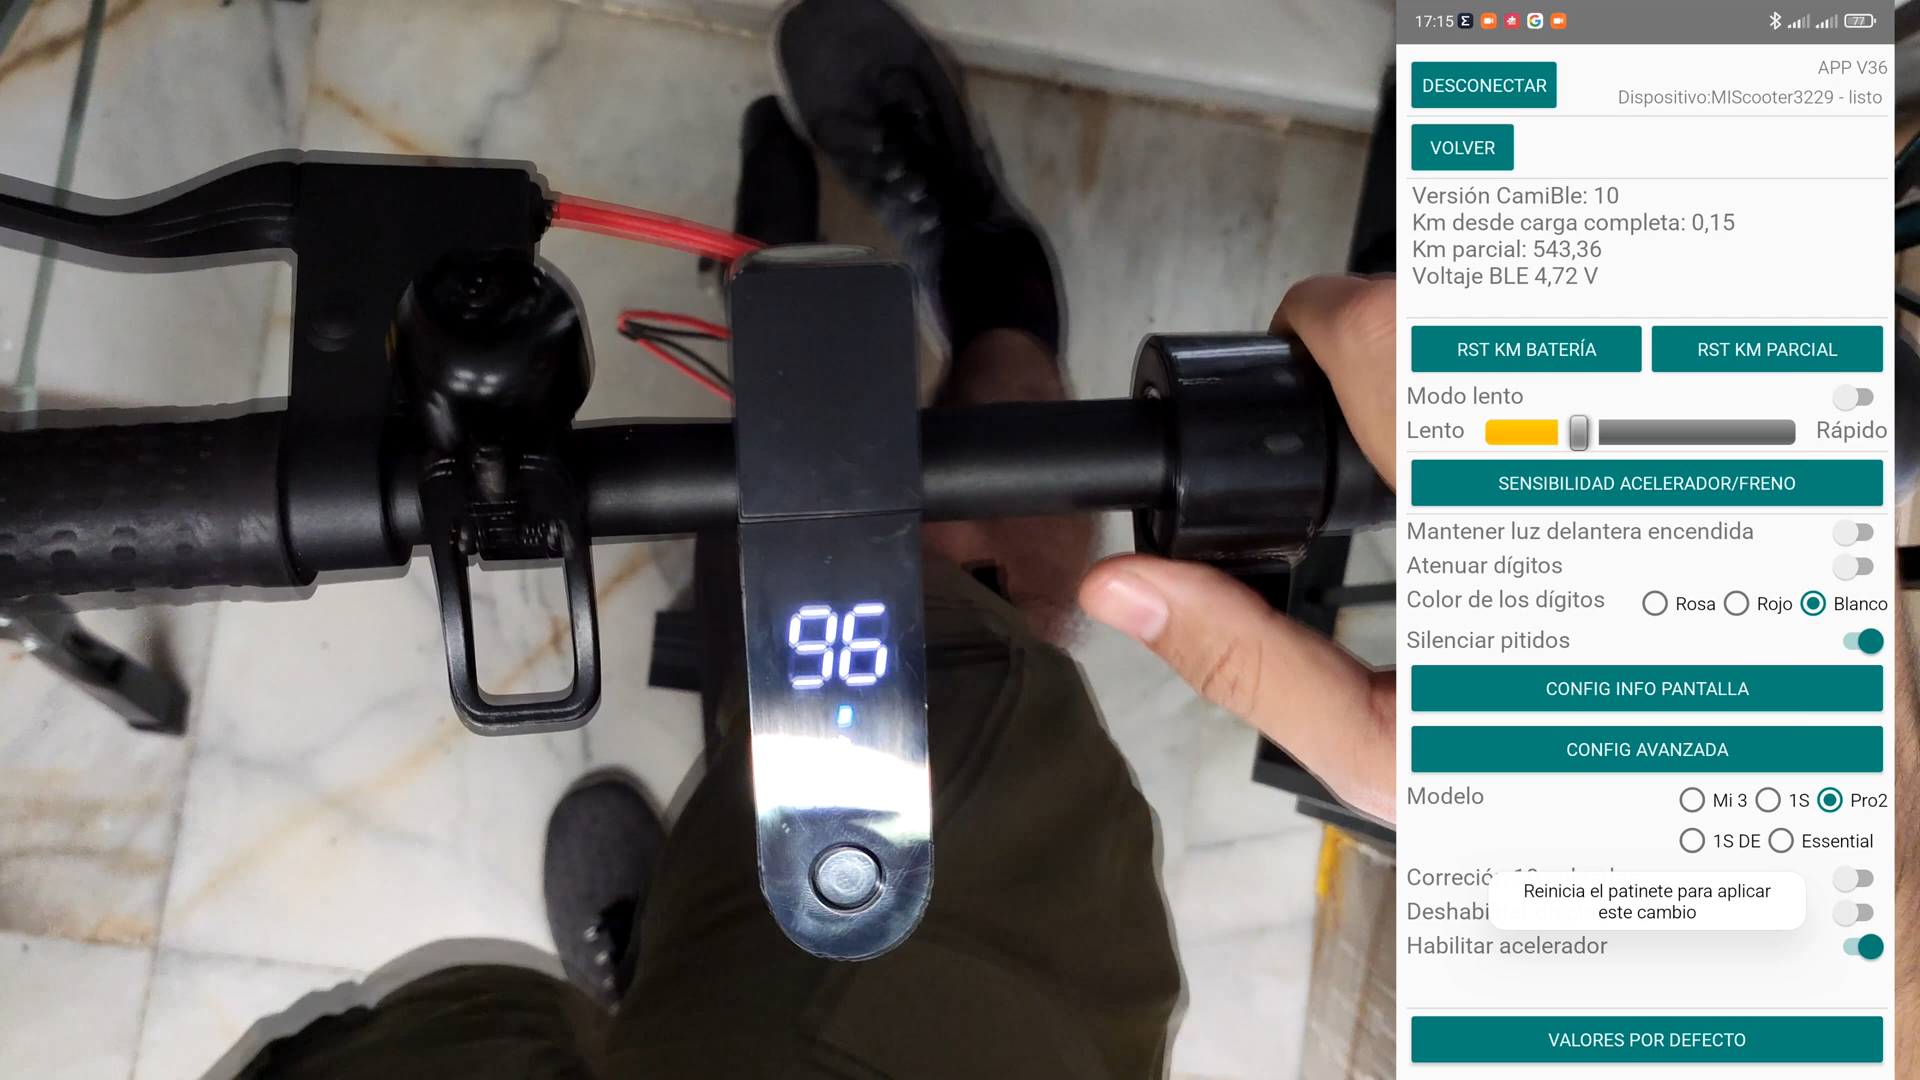 17:15
77
DESCONECTAR
APP V36
Dispositivo:MIScooter3229 - listo
VOLVER
Versión CamiBle: 10
Km desde carga completa: 0,15
Km parcial: 543,36
Voltaje BLE 4,72 V
RST KM BATERÍA RST KM PARCIAL
Modo lento
Lento Rápido
SENSIBILIDAD ACELERADOR/FRENO
Mantener luz delantera encendida
Atenuar dígitos
Color de los dígitos Rosa Rojo Blanco
Silenciar pitidos
CONFIG INFO PANTALLA
CONFIG AVANZADA
Modelo Mi 3 1S Pro2
1S DE Essential
Reinicia el patinete para aplicar
este cambio
Habilitar acelerador
VALORES POR DEFECTO
96